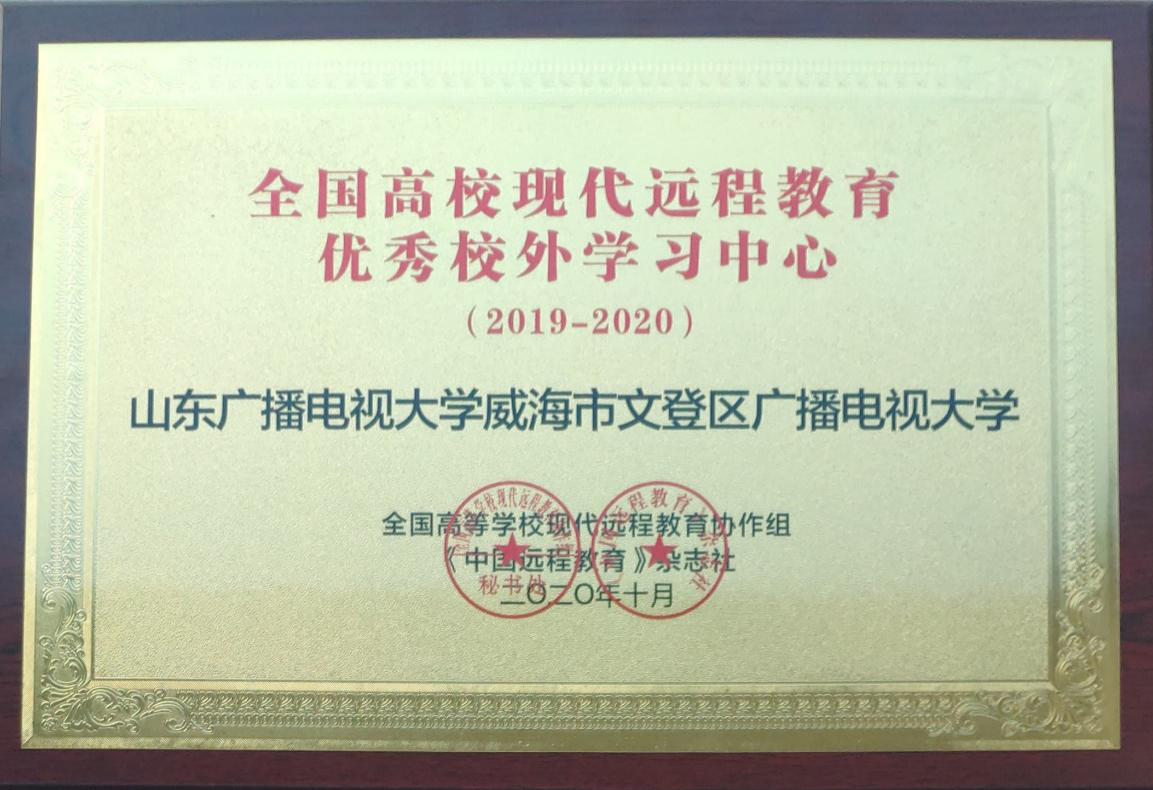 全国高校现代远程教育
优秀校外学习中心
（2019-2020）
山东广播电视大学威海市文登区广播电视大学
全国高等学校现代远程教育协作组
《中国远程教育》杂志社
二〇二〇年十月
秘书处